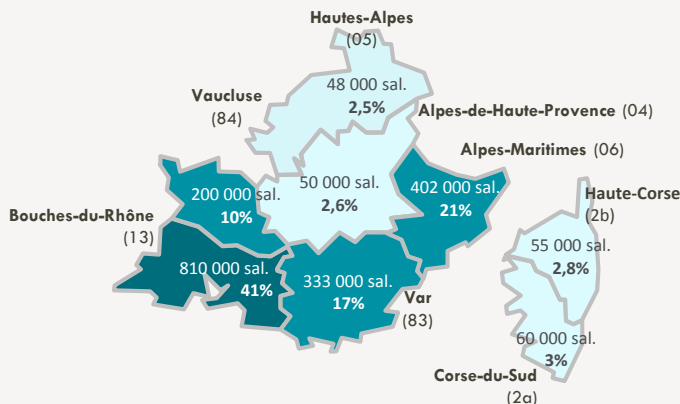 Hautes-Alpes
(05)
48 000 sal.
2,5%
Vaucluse
(84)
Alpes-de-Haute-Provence (04)
Alpes-Maritimes (06)
200 000 sal.
10%
50 000 sal.
2,6%
402 000 sal.
21%
Haute-Corse
(2b)
Bouches-du-Rhône
(13)
55 000 sal.
2,8%
810 000 sal.
41%
333 000 sal.
17%
Var
(83)
60 000 sal.
3%
Corse-du-Sud
(2a)